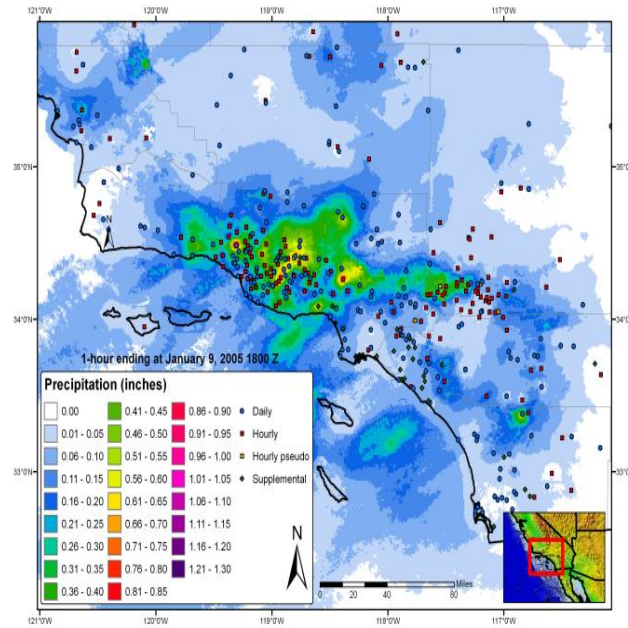 121°0'W 120°0'W 119°0'W 118°0'W 117°0'W
35°0'N 35°0'N
N
34°0'N 34°0'N
1-hour ending at January 9, 2005 1800 Z
Precipitation (inches)
0.00 0.41 - 0.45 0.86 - 0.90 Daily
0.01 - 0.05 0.46 - 0.50 0.91 - 0.95 Hourly
0.06 - 0.10 0.51 - 0.55 0.96 - 1.00 Hourly pseudo
0.11 - 0.15 0.56 - 0.60 1.01 - 1.05 Supplemental
0.16 - 0.20 0.61 - 0.65 1.06 - 1.10
0.21 - 0.25 0.66 - 0.70 1.11 - 1.15
0.26 - 0.30 0.71 - 0.75 1.16 - 1.20
0.31 - 0.35 0.76 - 0.80 1.21 - 1.30
0.36 - 0.40 0.81 - 0.85
33°0'N 33°0'N
N
0 20 40 80
Miles
121°0'W 120°0'W 119°0'W 118°0'W 117°0'W